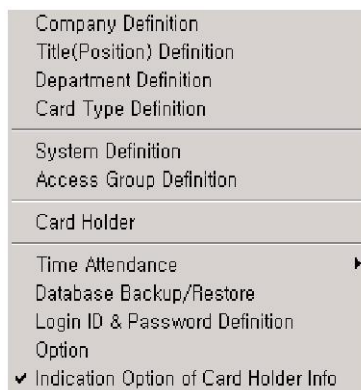 Company Definition
Title(Position) Definition
Department Definition
Card Type Definition
System Definition
Access Group Definition
Card Holder
Time Attendance
Database Backup/Restore
Login ID & Password Definition
Option
Indication Option of Card Holder Info